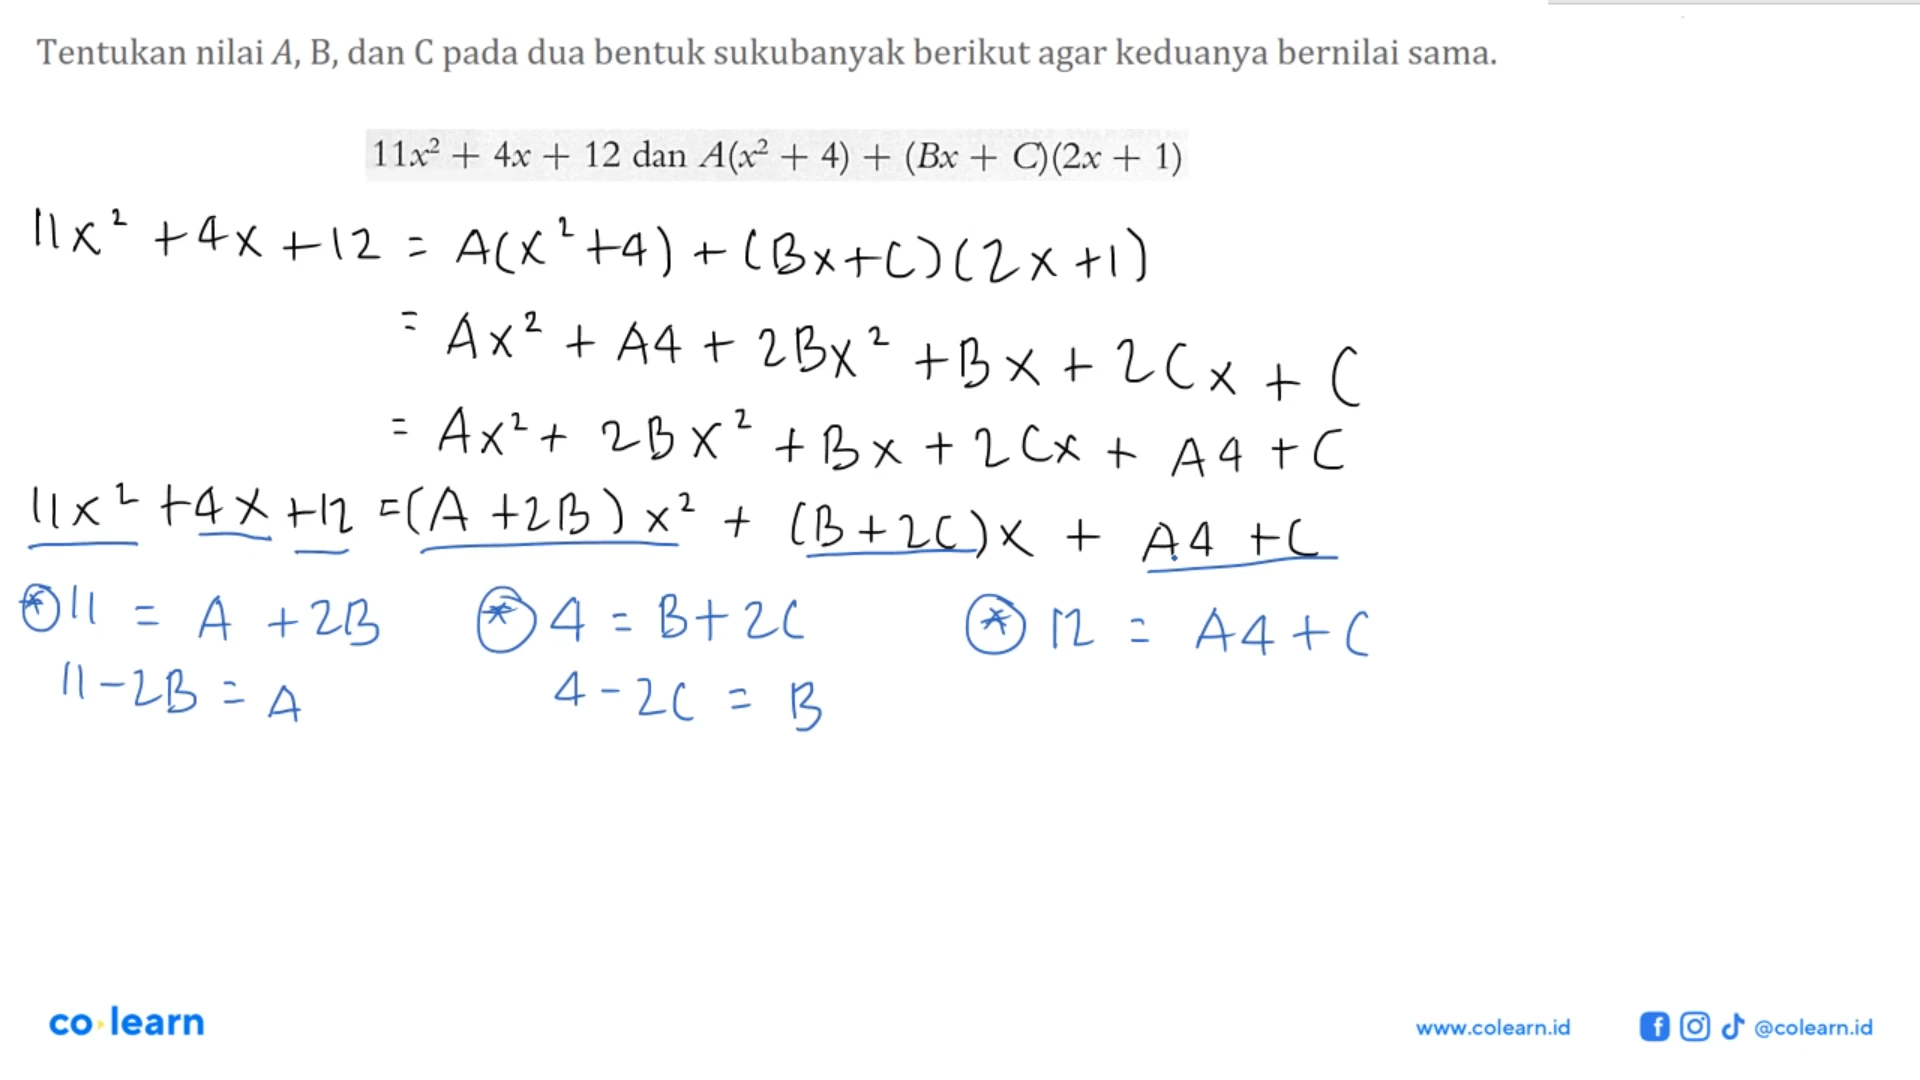 Tentukan nilai A, B, dan C pada dua bentuk sukubanyak berikut agar keduanya bernilai sama.
11x² + 4x + 12 dan A(x² + 4) + (Bx + C)(2x + 1)
11x² + 4x + 12 = A(x² + 4) + (Bx + C)(2x + 1)
= Ax² + A4 + 2Bx² + Bx + 2Cx + C
= Ax² + 2Bx² + Bx + 2Cx + A4 + C
11x² + 4x + 12 = (A + 2B)x² + (B + 2C)x + A4 + C
* 11 = A + 2B * 4 = B + 2C * 12 = A4 + C
11 - 2B = A 4 - 2C = B
co learn www.colearn.id @colearn.id